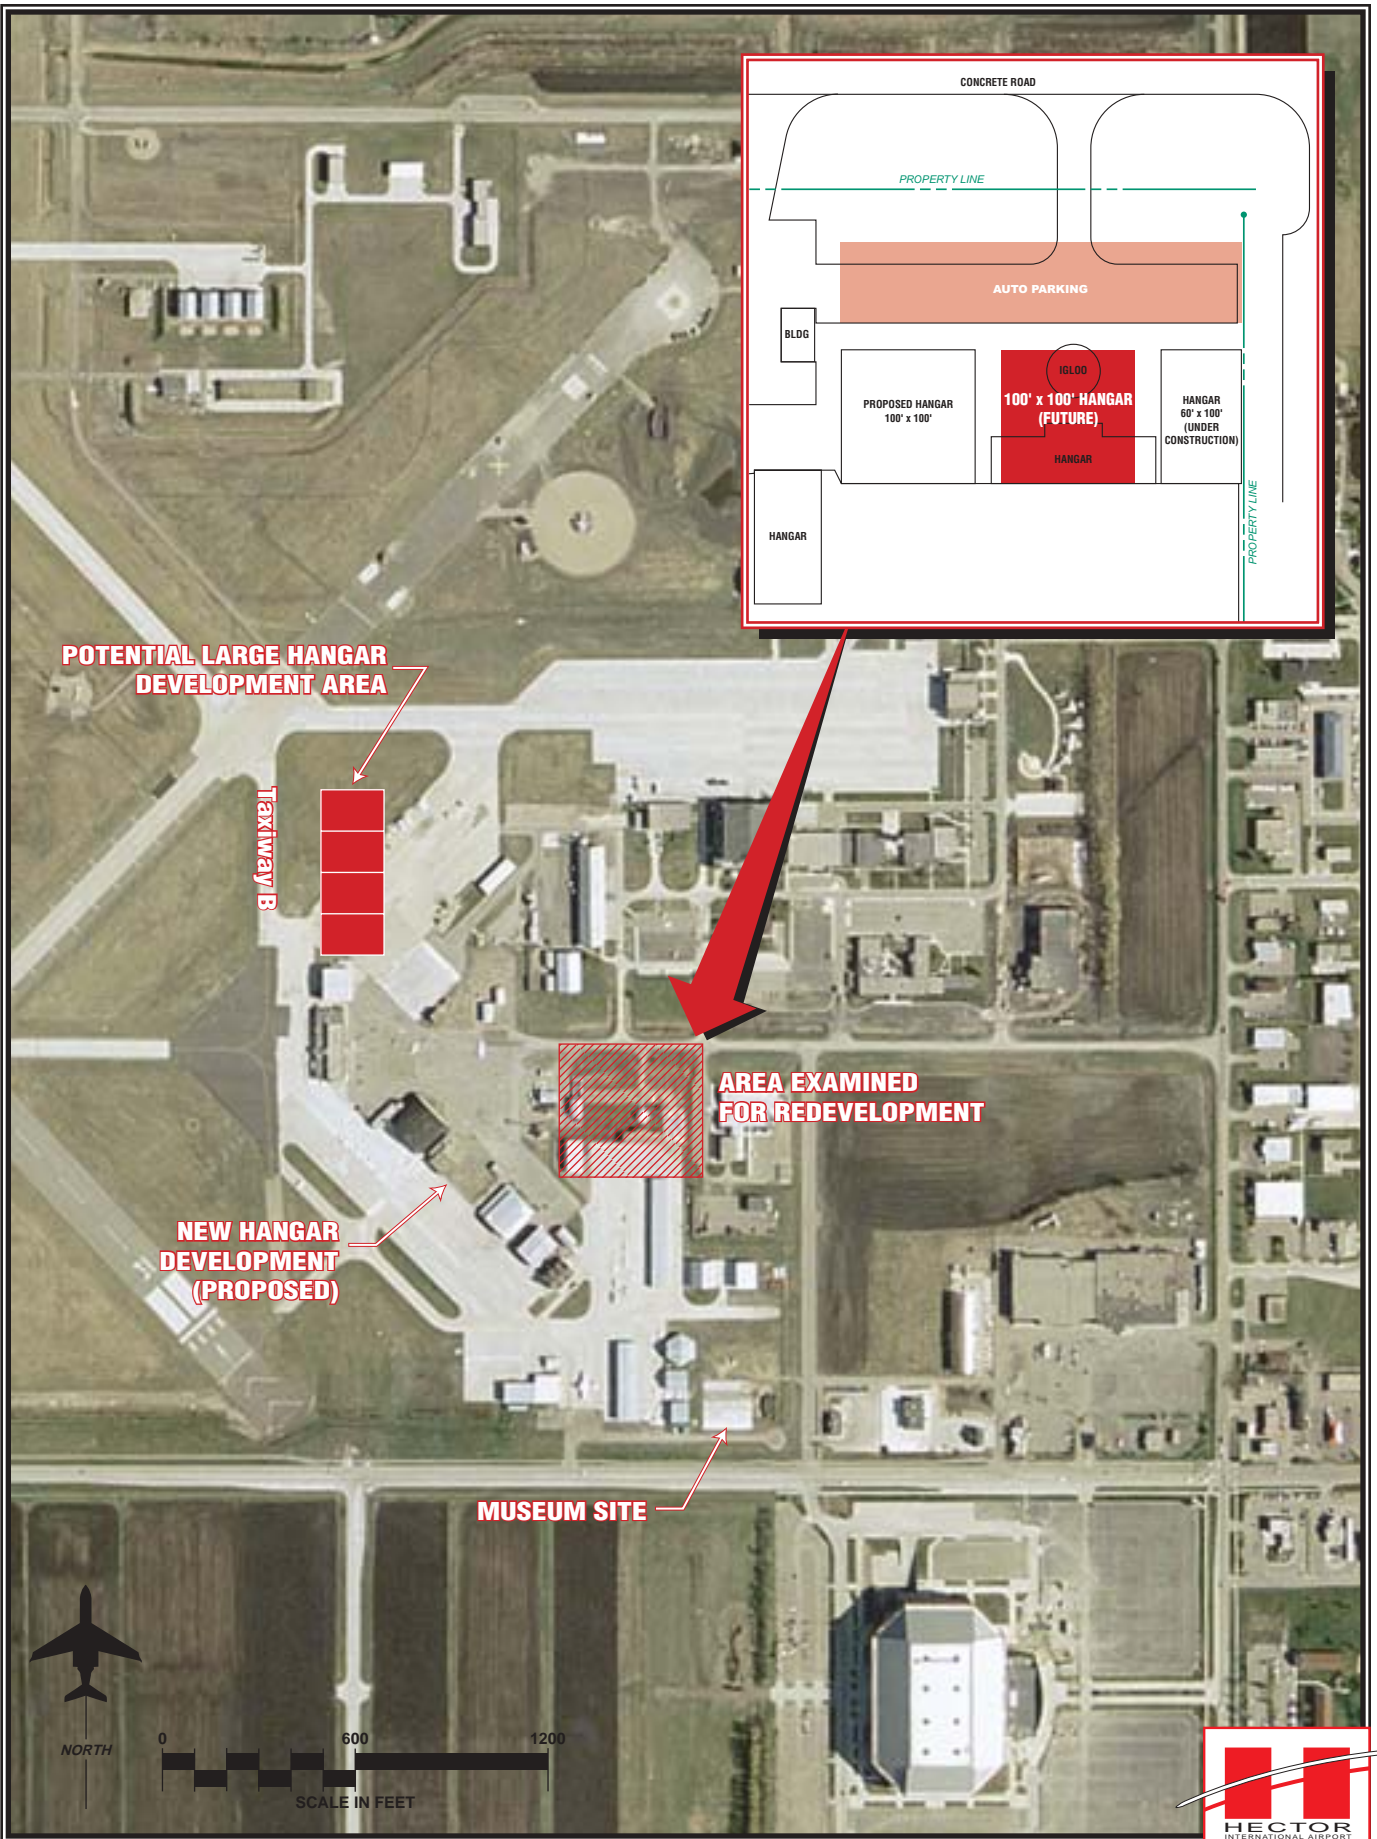 CONCRETE ROAD
PROPERTY LINE
AUTO PARKING
BLDG
IGLOO
PROPOSED HANGAR
100' x 100'
100' x 100' HANGAR
(FUTURE)
HANGAR
60' x 100'
(UNDER
CONSTRUCTION)
HANGAR
HANGAR
PROPERTY LINE
POTENTIAL LARGE HANGAR
DEVELOPMENT AREA
Taxiway B
AREA EXAMINED
FOR REDEVELOPMENT
NEW HANGAR
DEVELOPMENT
(PROPOSED)
MUSEUM SITE
NORTH
0 600 1200
SCALE IN FEET
H
HECTOR
INTERNATIONAL AIRPORT